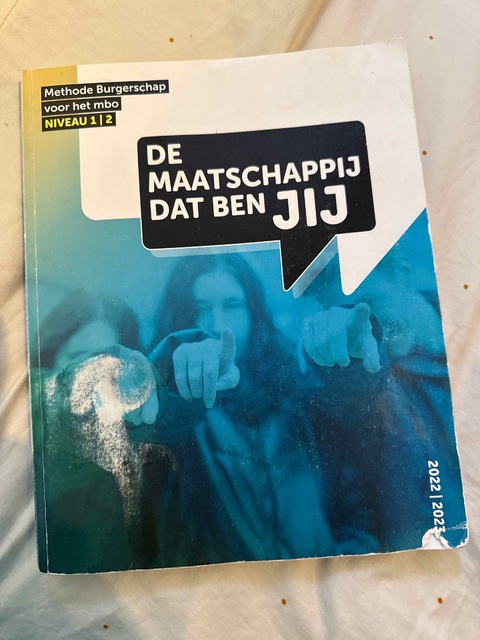 Methode Burgerschap
voor het mbo
NIVEAU 1 | 2
DE
MAATSCHAPPIJ
DAT BEN JIJ
2022 | 2023